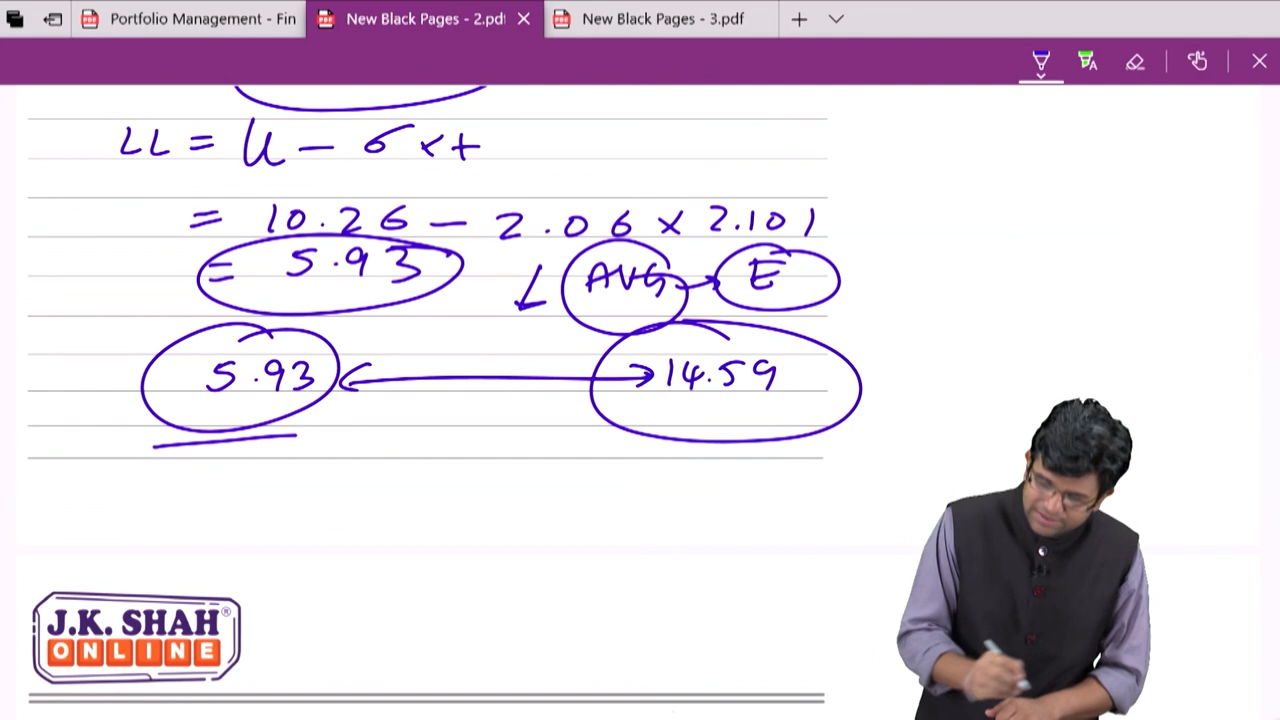 Portfolio Management - Fin
New Black Pages - 2.pdf
New Black Pages - 3.pdf
LL = μ - σ x t
= 10.26 - 2.06 x 2.101
= 5.93
AVG → E
5.93 ↔ 14.59
J.K. SHAH®
ONLINE